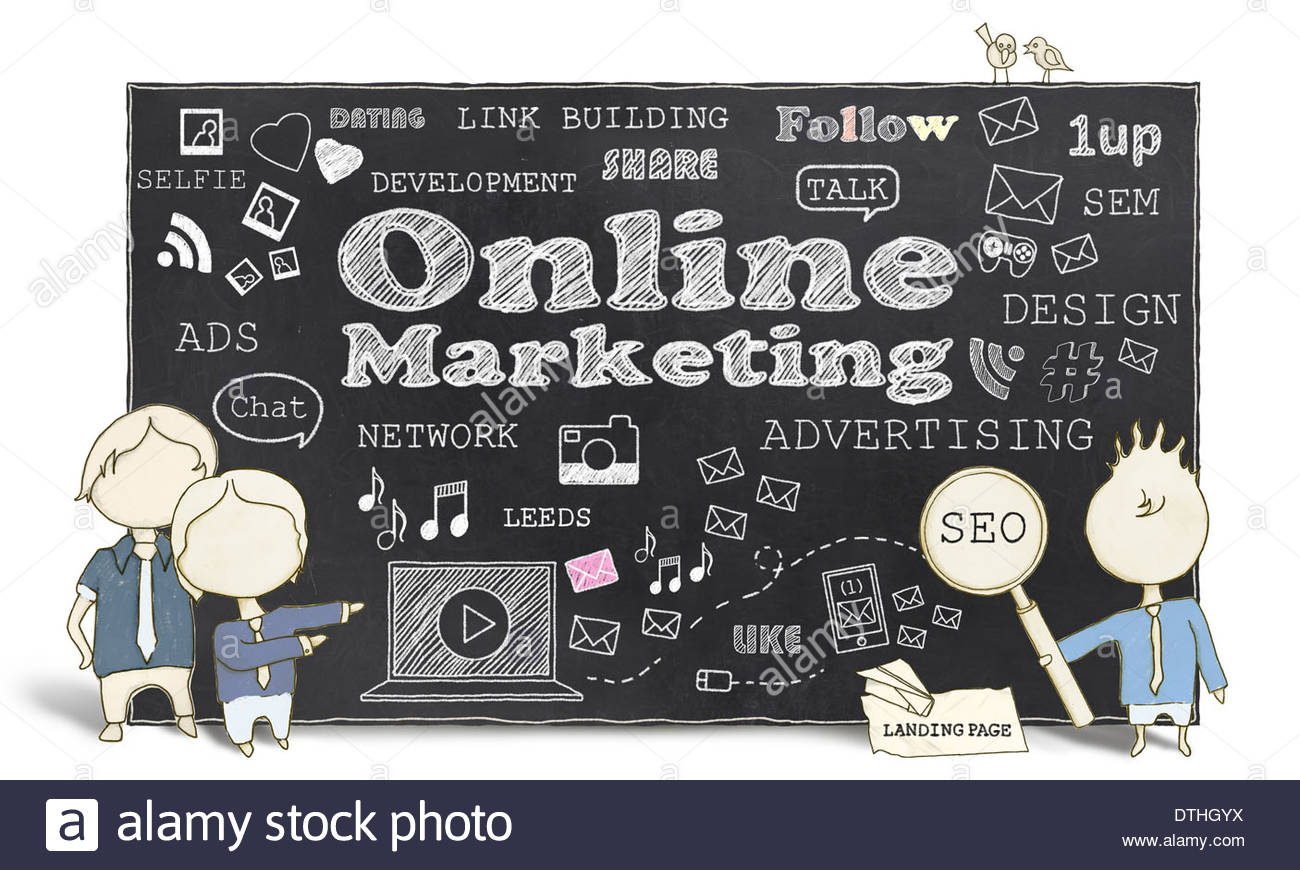 DATING
LINK BUILDING
Follow
1up
SHARE
SELFIE
DEVELOPMENT
TALK
SEM
Online
Marketing
DESIGN
ADS
#
Chat
NETWORK
ADVERTISING
LEEDS
SEO
(1)
LIKE
LANDING PAGE
a alamy stock photo
DTHGYX
www.alamy.com
alamy
a